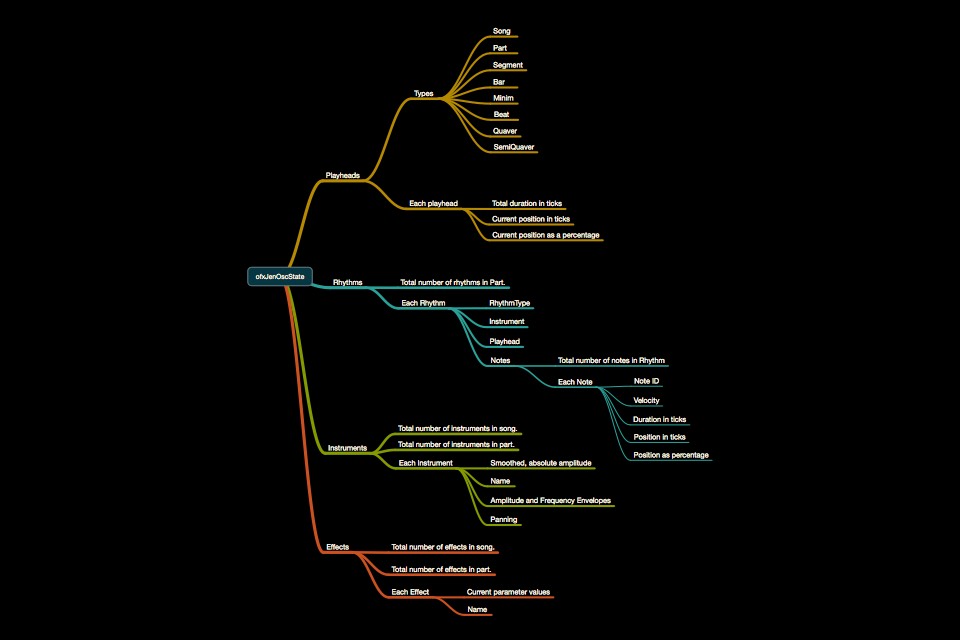 Song
Part
Segment
Bar
Minim
Types
Beat
Quaver
SemiQuaver
Playheads
Each playhead
Total duration in ticks
Current position in ticks
Current position as a percentage
ofxJenOscState
Rhythms
Total number of rhythms in Part.
Each Rhythm
RhythmType
Instrument
Playhead
Notes
Total number of notes in Rhythm
Each Note
Note ID
Velocity
Duration in ticks
Position in ticks
Position as percentage
Instruments
Total number of instruments in song.
Total number of instruments in part.
Each Instrument
Smoothed, absolute amplitude
Name
Amplitude and Frequency Envelopes
Panning
Effects
Total number of effects in song.
Total number of effects in part.
Each Effect
Current parameter values
Name